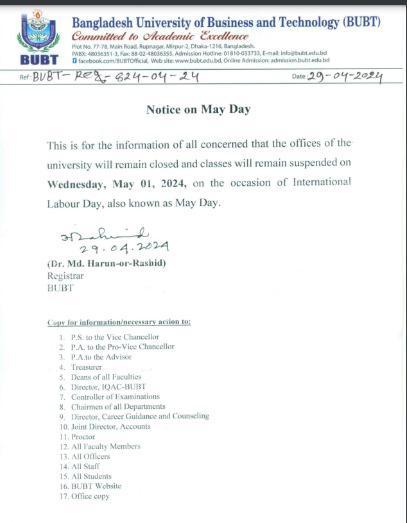 Bangladesh University of Business and Technology (BUBT)
Committed to Academic Excellence
Plot No. 77-78, Main Road, Rupnagar, Mirpur-2, Dhaka-1216, Bangladesh.
PABX: 48036351-3, Fax: 88-02-48036355, Admission Hotline: 01810-033733, E-mail: info@bubt.edu.bd
facebook.com/BUBTOfficial, Web site: www.bubt.edu.bd, Online Admission: admission.bubt.edu.bd
BUBT
Ref: BUBT-Reg-624-04-24 Date 29-04-2024
Notice on May Day
This is for the information of all concerned that the offices of the
university will remain closed and classes will remain suspended on
Wednesday, May 01, 2024, on the occasion of International
Labour Day, also known as May Day.
29.04.2024
(Dr. Md. Harun-or-Rashid)
Registrar
BUBT
Copy for information/necessary action to:
1. P.S. to the Vice Chancellor
2. P.A. to the Pro-Vice Chancellor
3. P.A.to the Advisor
4. Treasurer
5. Deans of all Faculties
6. Director, IQAC-BUBT
7. Controller of Examinations
8. Chairmen of all Departments
9. Director, Career Guidance and Counseling
10. Joint Director, Accounts
11. Proctor
12. All Faculty Members
13. All Officers
14. All Staff
15. All Students
16. BUBT Website
17. Office copy